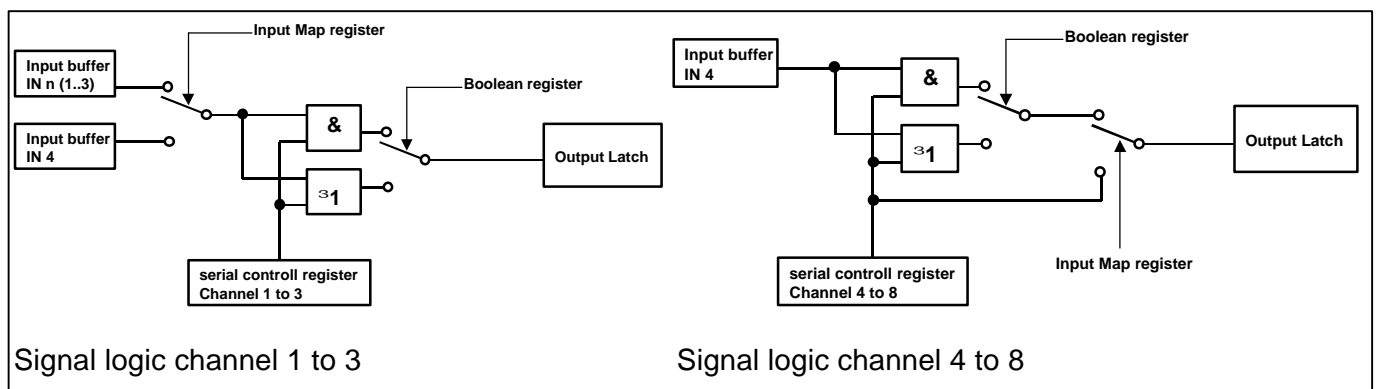 Input Map register
Input buffer
IN n (1..3)
Input buffer
IN 4
&
³1
Boolean register
Output Latch
serial controll register
Channel 1 to 3
Signal logic channel 1 to 3
Input buffer
IN 4
&
³1
Boolean register
Output Latch
Input Map register
serial controll register
Channel 4 to 8
Signal logic channel 4 to 8